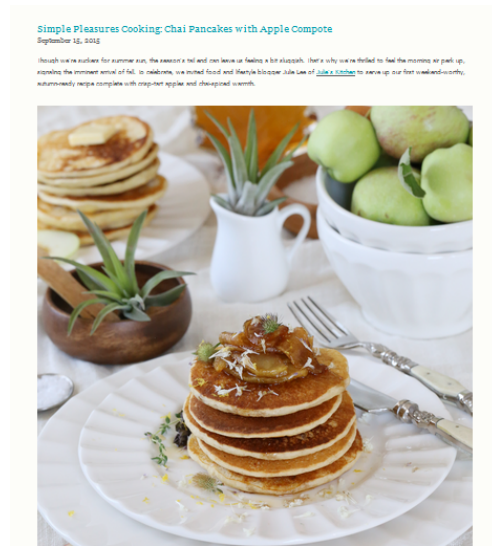 Simple Pleasures Cooking: Chai Pancakes with Apple Compote
September 15, 2015
Though we're suckers for summer sun, the season's tail end can leave us feeling a bit sluggish. That's why we're thrilled to feel the morning air perk up,
signaling the imminent arrival of fall. To celebrate, we invited food and lifestyle blogger Julie Lee of Julie's Kitchen to serve up our first weekend-worthy,
autumn-ready recipe complete with crisp-tart apples and chai-spiced warmth.